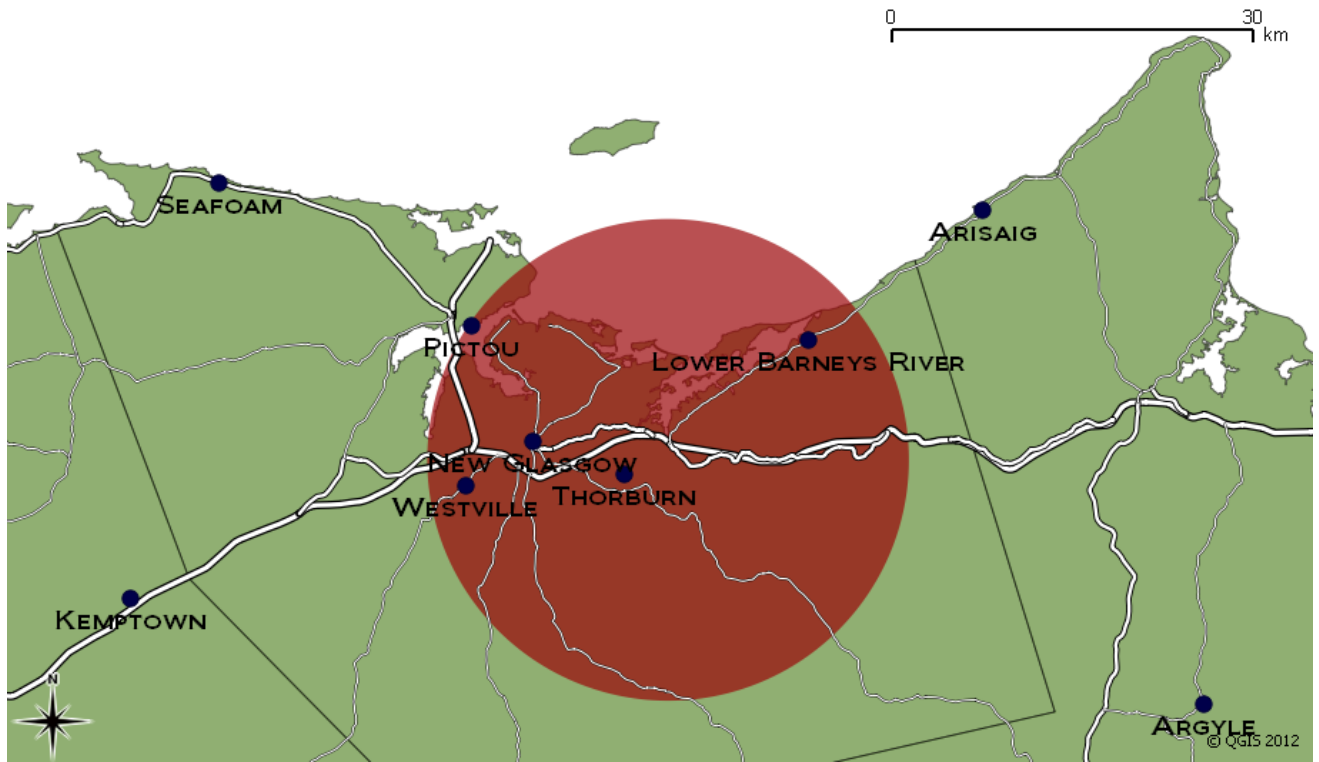 0 30
km
SEAFOAM
ARISAIG
PICTOU
LOWER BARNEYS RIVER
NEW GLASGOW
THORBURN
WESTVILLE
KEMPTOWN
N
ARGYLE
© QGIS 2012